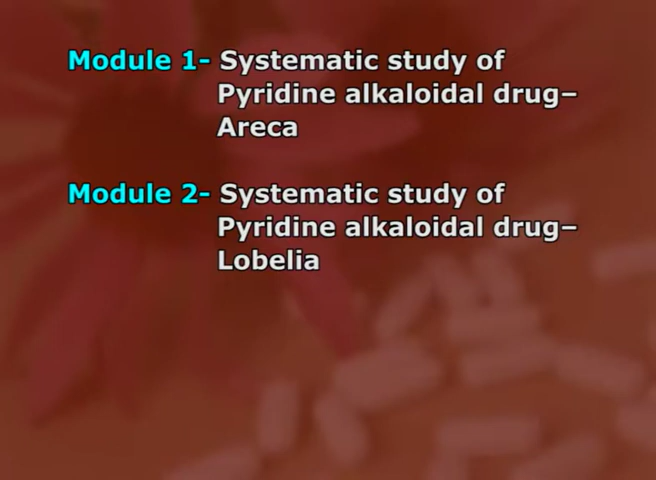 Module 1- Systematic study of
Pyridine alkaloidal drug–
Areca
Module 2- Systematic study of
Pyridine alkaloidal drug–
Lobelia